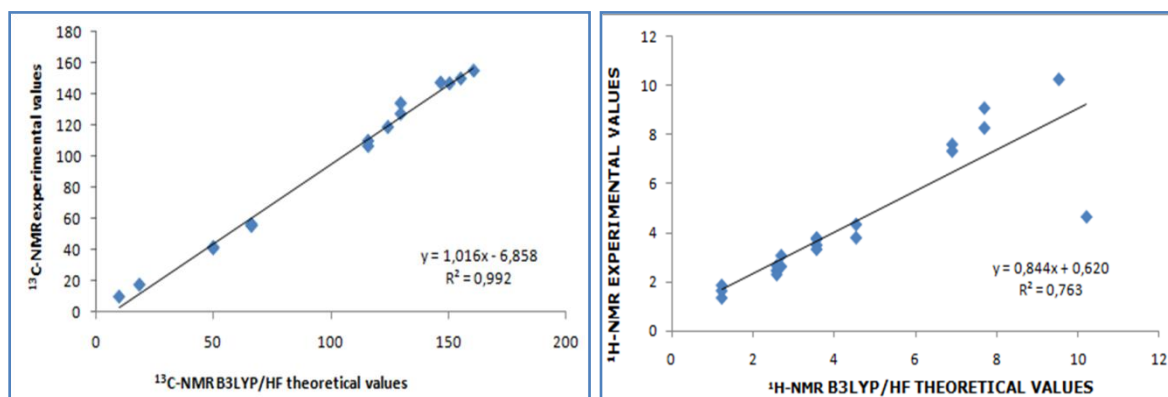 180
160
140
120
100
80
60
40
20
0
¹³C-NMRexperimental values
y = 1,016x - 6,858
R² = 0,992
0 50 100 150 200
¹³C-NMR B3LYP/HF theoretical values
12
10
8
6
4
2
0
¹H-NMR EXPERIMENTAL VALUES
y = 0,844x + 0,620
R² = 0,763
0 2 4 6 8 10 12
¹H-NMR B3LYP/HF THEORETICAL VALUES